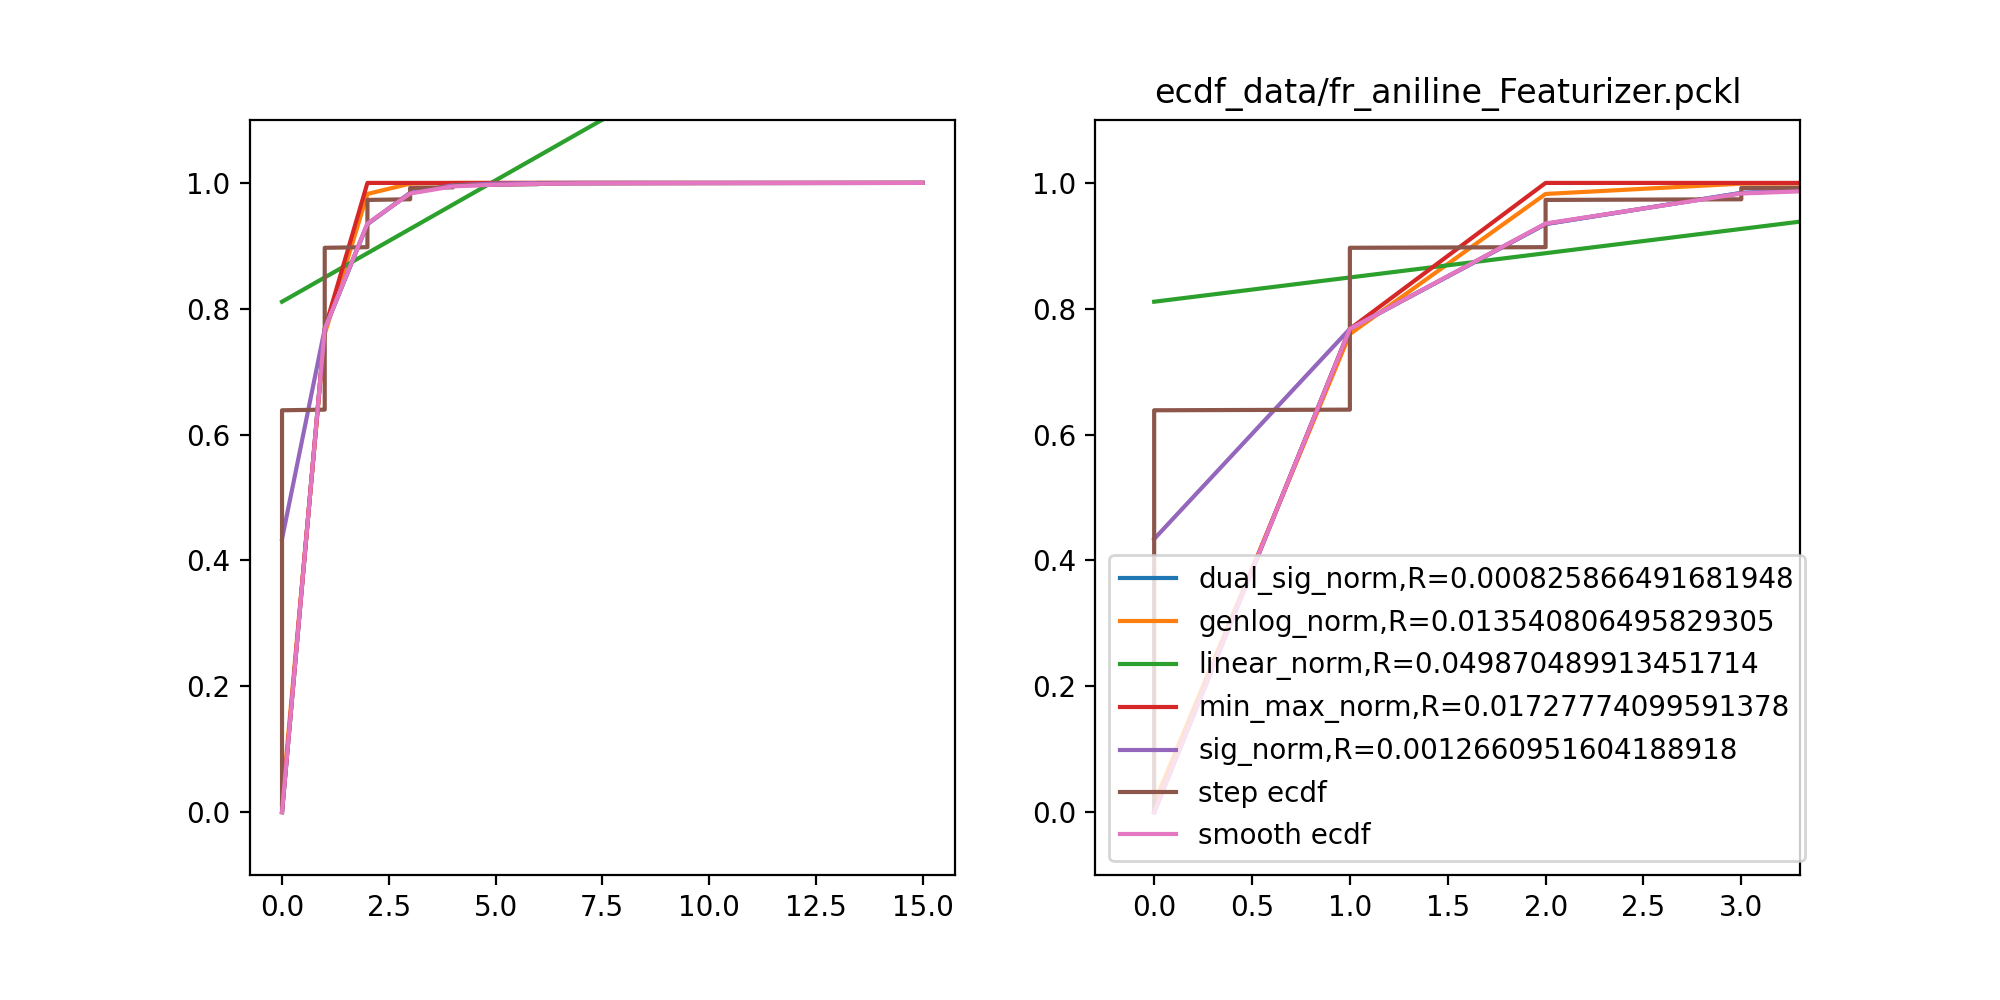 ecdf_data/fr_aniline_Featurizer.pckl
1.0
0.8
0.6
0.4
0.2
0.0
0.0 2.5 5.0 7.5 10.0 12.5 15.0
1.0
0.8
0.6
0.4
0.2
0.0
dual_sig_norm,R=0.000825866491681948
genlog_norm,R=0.013540806495829305
linear_norm,R=0.049870489913451714
min_max_norm,R=0.01727774099591378
sig_norm,R=0.0012660951604188918
step ecdf
smooth ecdf
0.0 0.5 1.0 1.5 2.0 2.5 3.0